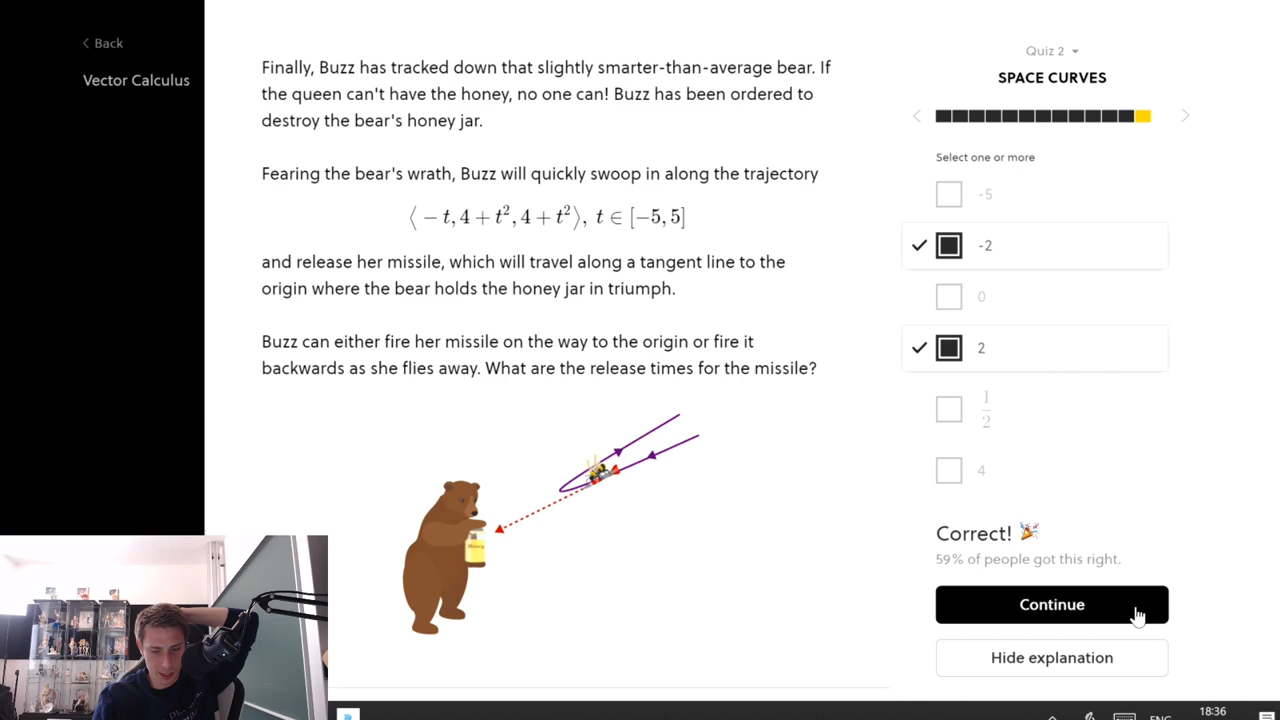 Back
Vector Calculus
Finally, Buzz has tracked down that slightly smarter-than-average bear. If
the queen can't have the honey, no one can! Buzz has been ordered to
destroy the bear's honey jar.
Fearing the bear's wrath, Buzz will quickly swoop in along the trajectory
⟨ − t, 4 + t², 4 + t² ⟩, t ∈ [−5, 5]
and release her missile, which will travel along a tangent line to the
origin where the bear holds the honey jar in triumph.
Buzz can either fire her missile on the way to the origin or fire it
backwards as she flies away. What are the release times for the missile?
Quiz 2
SPACE CURVES
Select one or more
-5
-2
0
2
1/2
4
Correct!
59% of people got this right.
Continue
Hide explanation
18:36